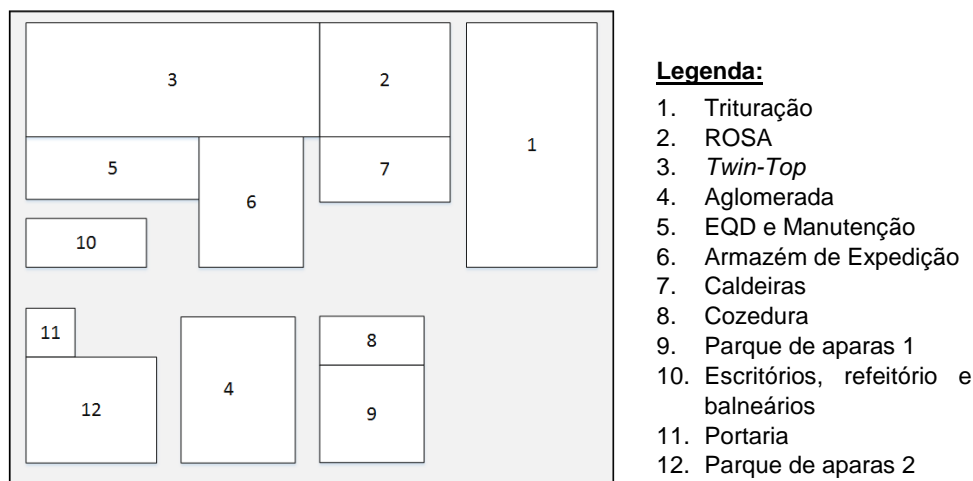 3
2
1
5
7
6
10
11
8
4
12
9
Legenda:
1. Trituração
2. ROSA
3. Twin-Top
4. Aglomerada
5. EQD e Manutenção
6. Armazém de Expedição
7. Caldeiras
8. Cozedura
9. Parque de aparas 1
10. Escritórios, refeitório e
balneários
11. Portaria
12. Parque de aparas 2